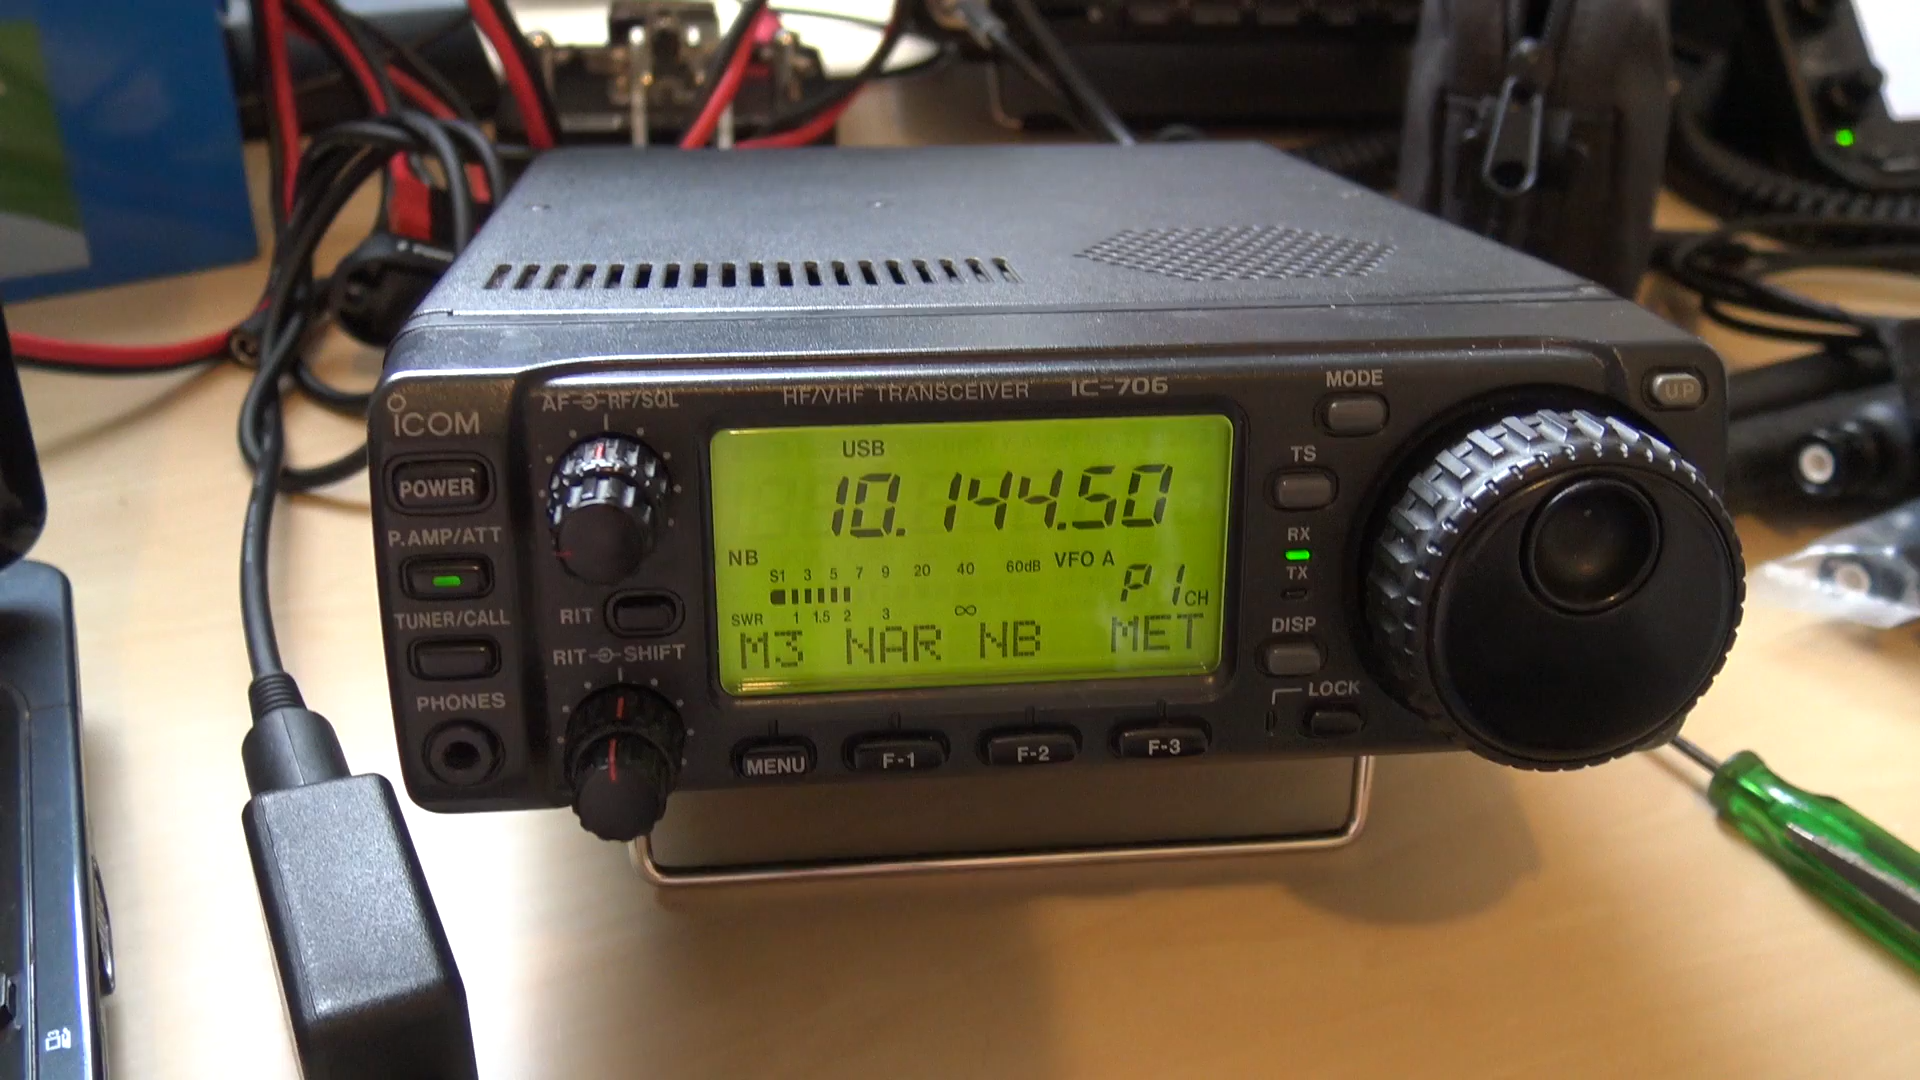 ICOM
AF RF/SQL
HF/VHF TRANSCEIVER IC-706
MODE
UP
POWER
USB
10.144.50
TS
P.AMP/ATT
NB
S1 3 5 7 9 20 40 60dB
VFO A
RX
TX
P1 CH
TUNER/CALL
RIT
SWR 1 1.5 2 3 ∞
M3 NAR NB MET
DISP
RIT SHIFT
PHONES
LOCK
MENU
F-1
F-2
F-3